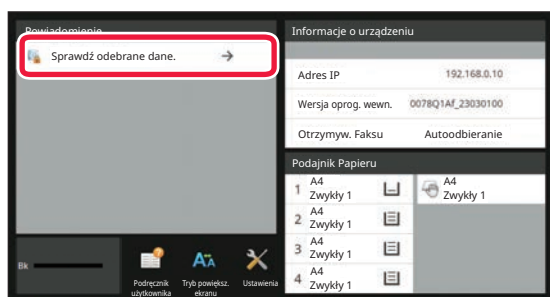 Powiadomienie
Sprawdź odebrane dane.
Informacje o urządzeniu
Adres IP 192.168.0.10
Wersja oprog. wewn. 0078Q1Af_23030100
Otrzymyw. Faksu Autoodbieranie
Podajnik Papieru
1 A4
Zwykły 1
A4
Zwykły 1
2 A4
Zwykły 1
3 A4
Zwykły 1
4 A4
Zwykły 1
Bk
Podręcznik
użytkownika
Tryb powiększ.
ekranu
Ustawienia